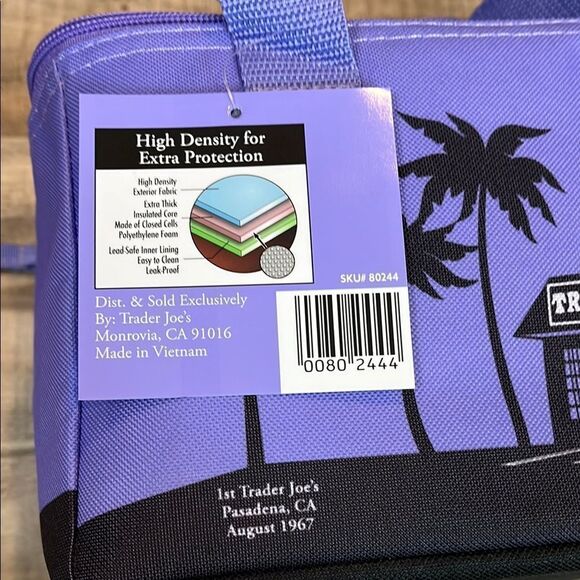 High Density for
Extra Protection
High Density
Exterior Fabric
Extra Thick
Insulated Core
Made of Closed Cells
Polyethylene Foam
Lead-Safe Inner Lining
Easy to Clean
Leak Proof
SKU# 80244
Dist. & Sold Exclusively
By: Trader Joe's
Monrovia, CA 91016
Made in Vietnam
0080 2444
TR
1st Trader Joe's
Pasadena, CA
August 1967